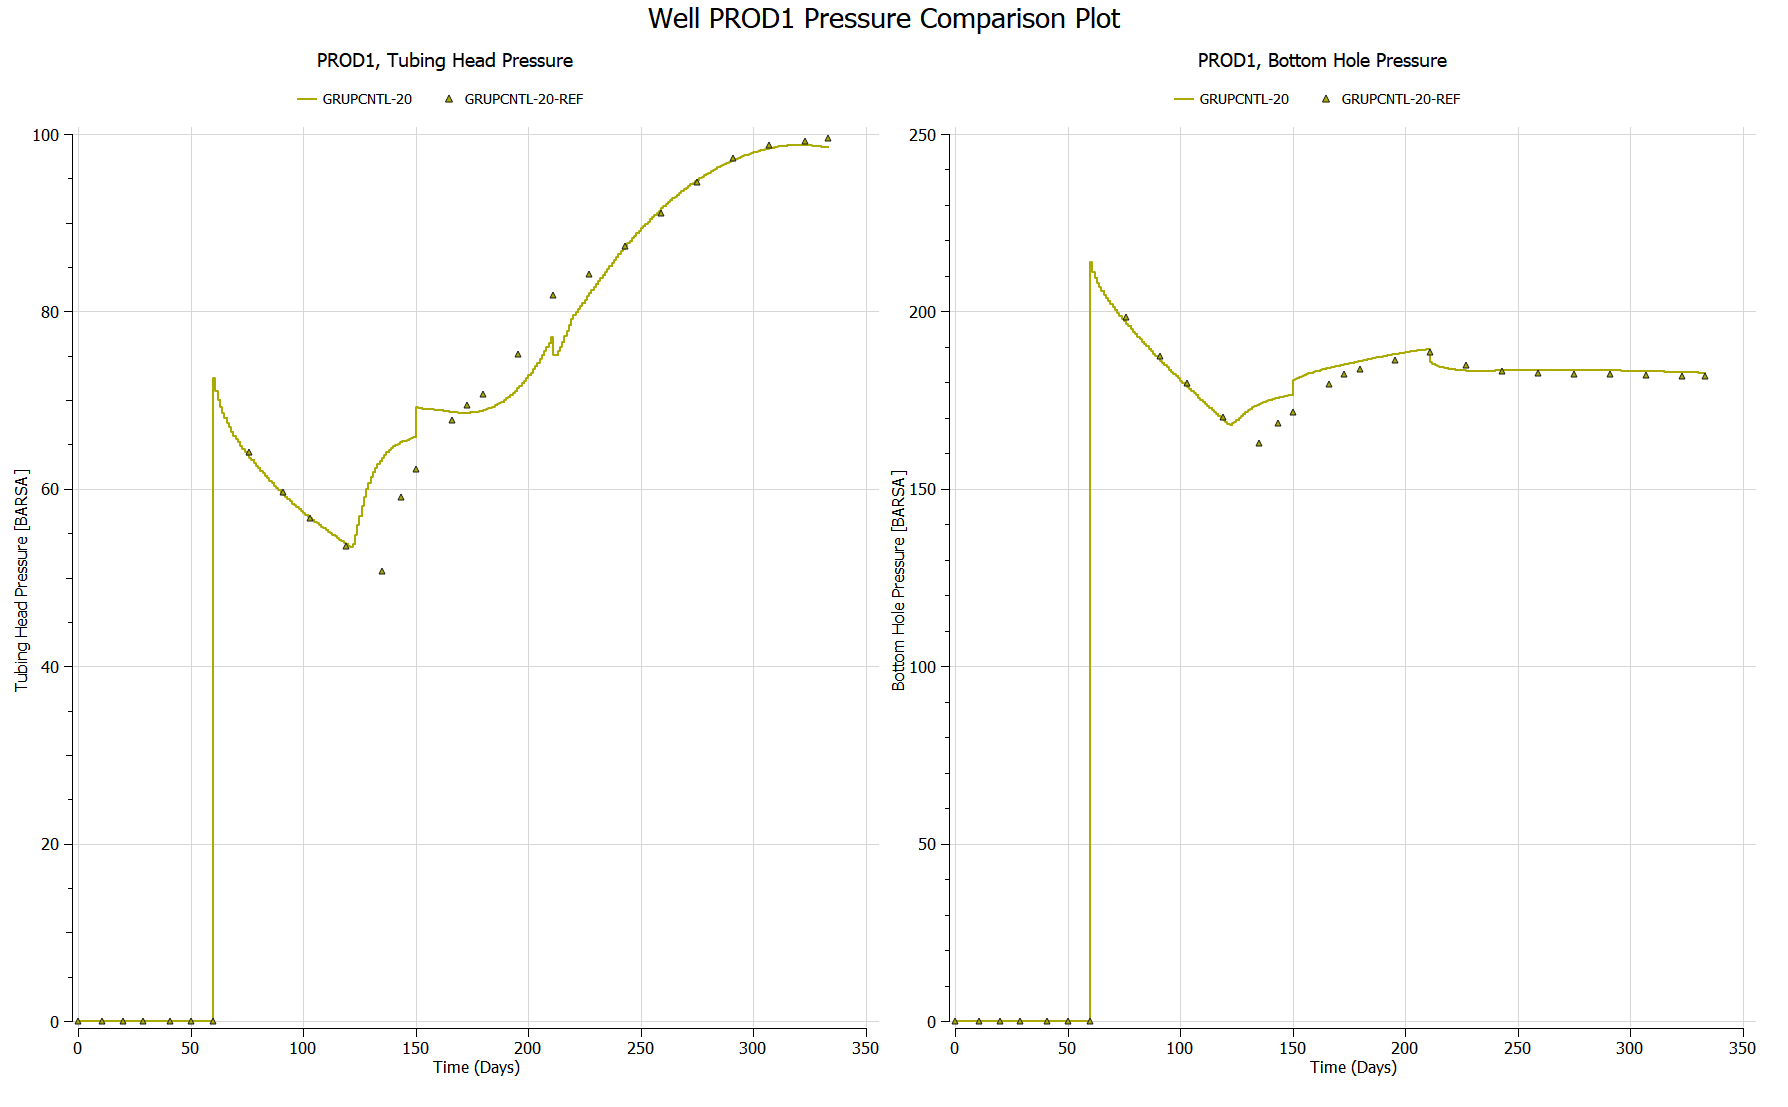 Well PROD1 Pressure Comparison Plot
PROD1, Tubing Head Pressure
GRUPCNTL-20 GRUPCNTL-20-REF
Tubing Head Pressure [BARSA]
100
80
60
40
20
0
0 50 100 150 200 250 300 350
Time (Days)
PROD1, Bottom Hole Pressure
GRUPCNTL-20 GRUPCNTL-20-REF
Bottom Hole Pressure [BARSA]
250
200
150
100
50
0
0 50 100 150 200 250 300 350
Time (Days)